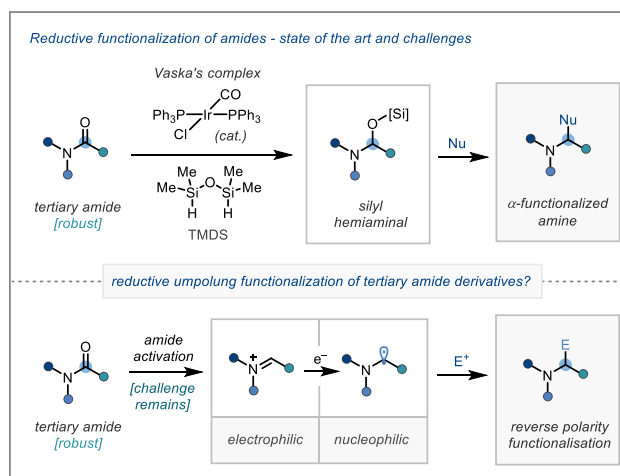 Reductive functionalization of amides - state of the art and challenges
Vaska's complex
CO
Ph3P Ir PPh3
Cl
(cat.)
O
N
Me Me
Si O Si
Me Me
H H
TMDS
tertiary amide
[robust]
O [Si]
N
silyl
hemiaminal
Nu
Nu
N
α-functionalized
amine
reductive umpolung functionalization of tertiary amide derivatives?
O
N
tertiary amide
[robust]
amide
activation
[challenge
remains]
+
N
electrophilic
e−
N
nucleophilic
E+
E
N
reverse polarity
functionalisation